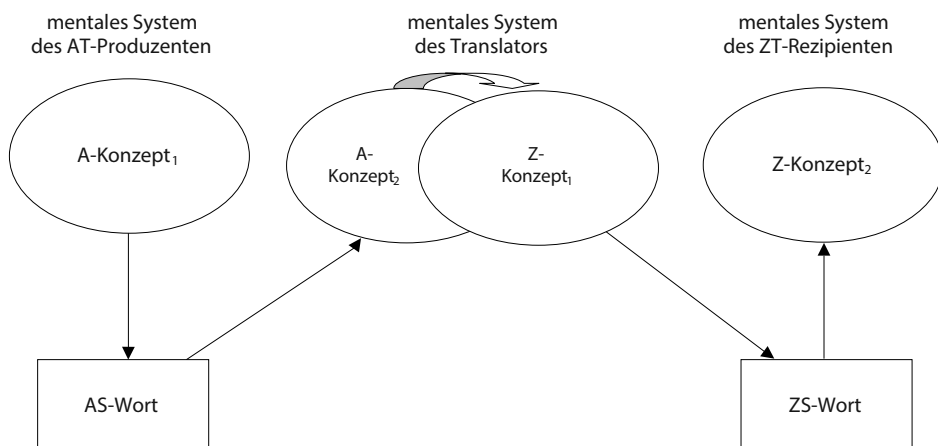 mentales System
des AT-Produzenten
mentales System
des Translators
mentales System
des ZT-Rezipienten
A-Konzept₁
A-
Konzept₂
Z-
Konzept₁
Z-Konzept₂
AS-Wort
ZS-Wort